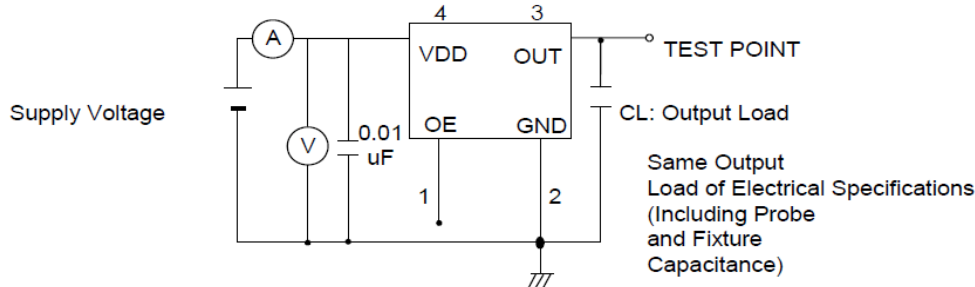 4 3
A
VDD OUT
TEST POINT
Supply Voltage
CL: Output Load
V
0.01
uF
OE GND
1 2
Same Output
Load of Electrical Specifications
(Including Probe
and Fixture
Capacitance)